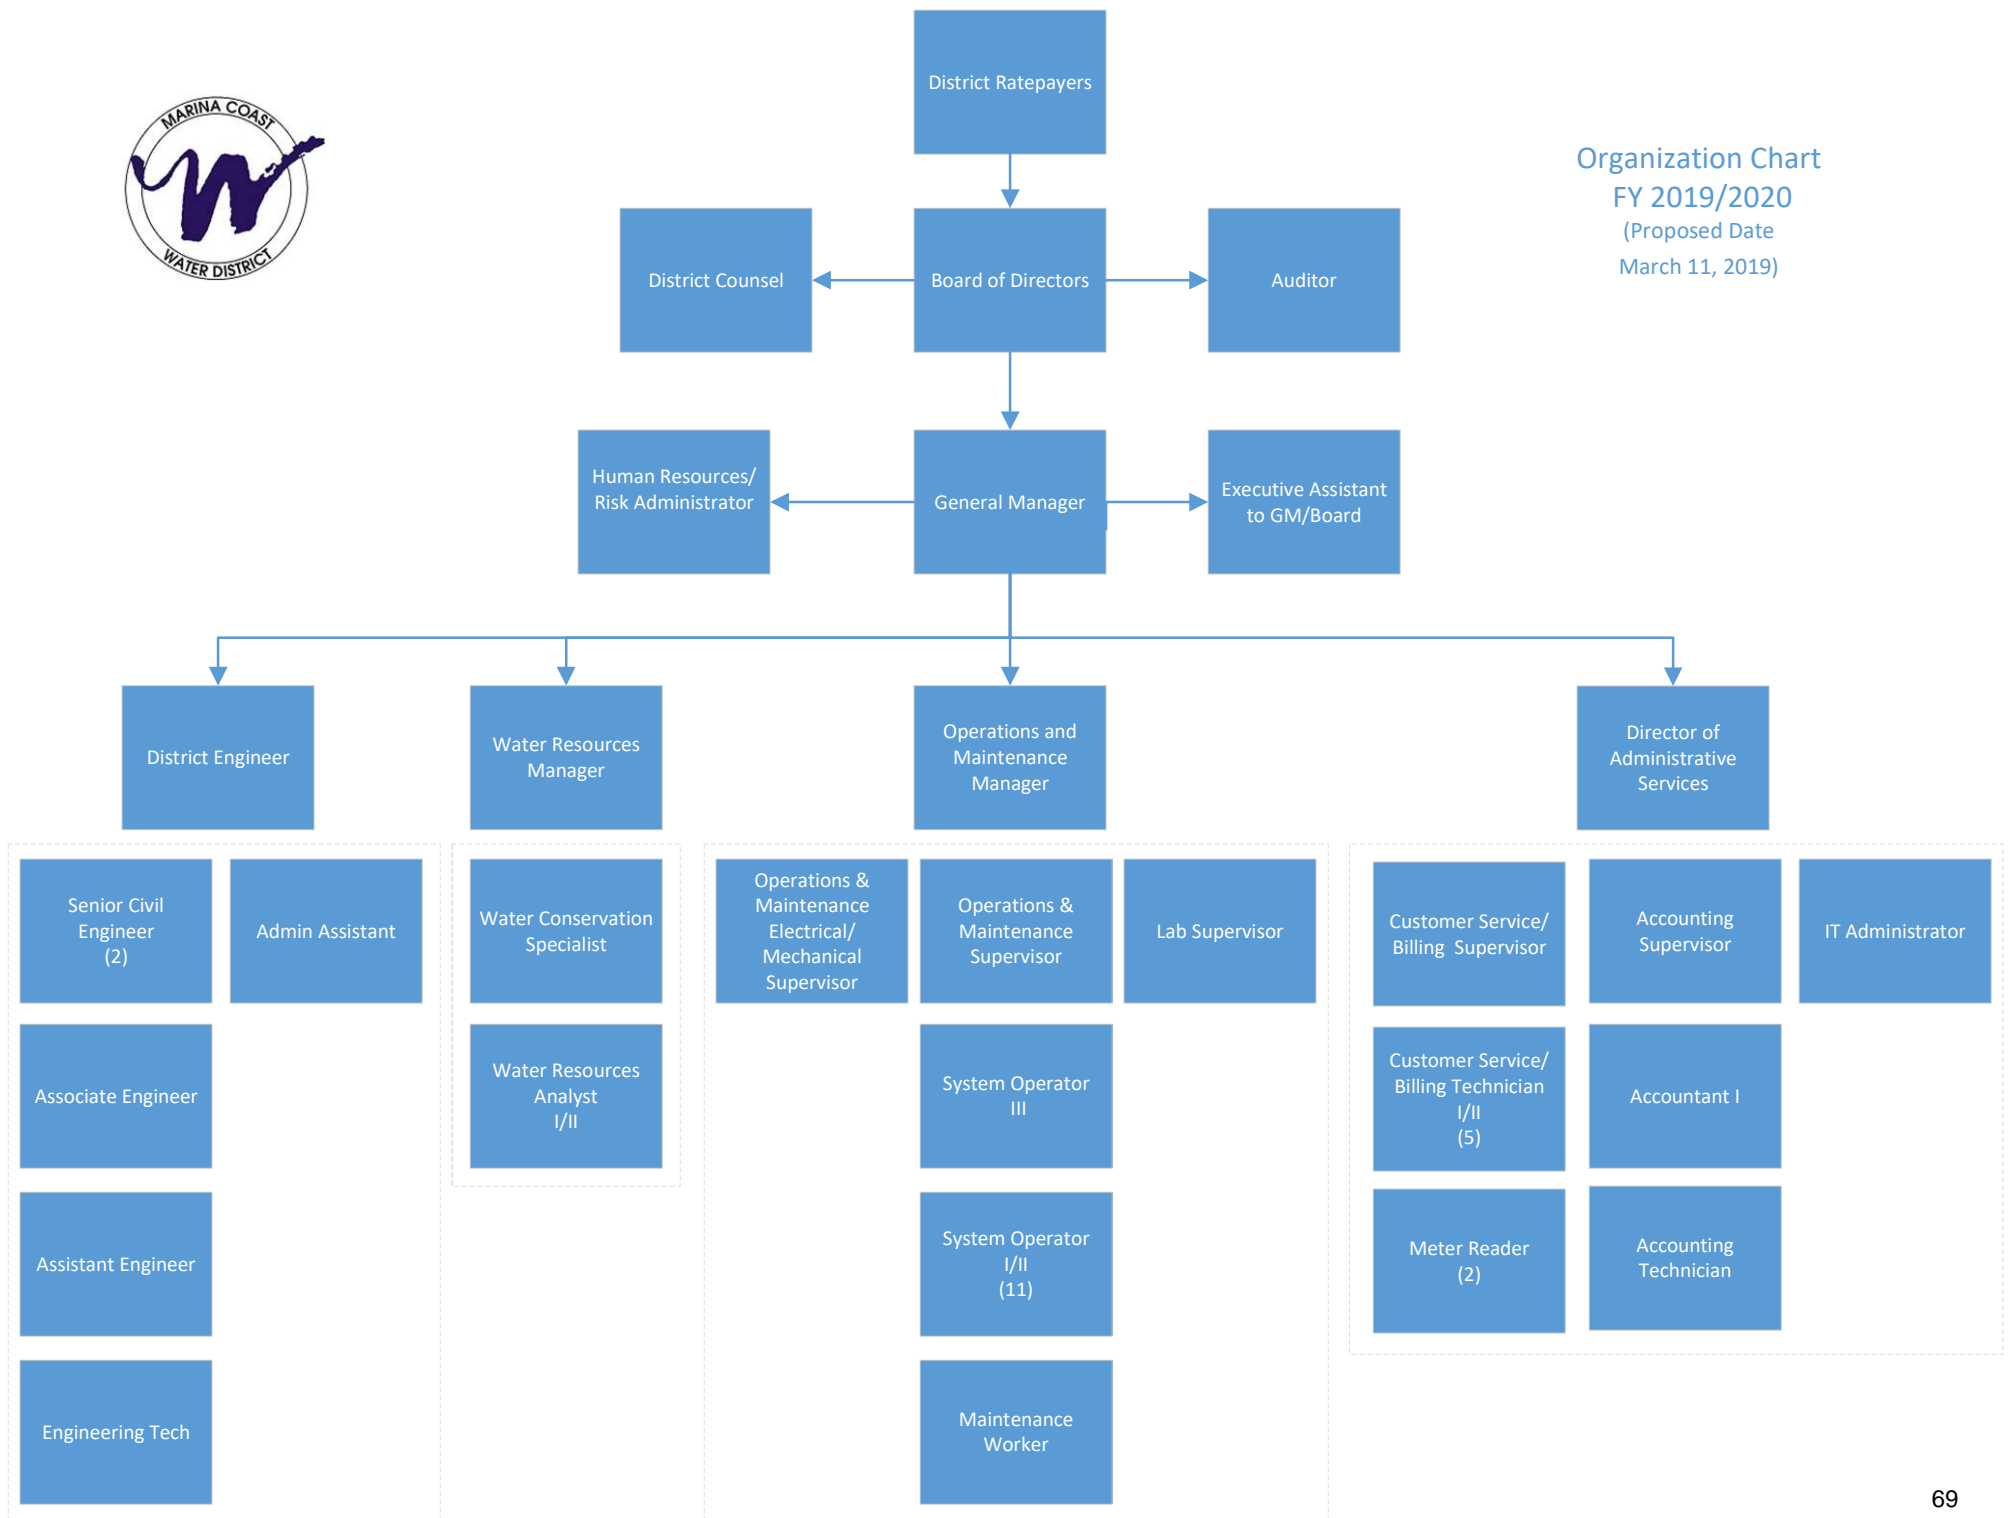 MARINA COAST
WATER DISTRICT
Organization Chart
FY 2019/2020
(Proposed Date
March 11, 2019)
District Ratepayers
District Counsel
Board of Directors
Auditor
Human Resources/
Risk Administrator
General Manager
Executive Assistant
to GM/Board
District Engineer
Water Resources
Manager
Operations and
Maintenance
Manager
Director of
Administrative
Services
Senior Civil
Engineer
(2)
Admin Assistant
Associate Engineer
Assistant Engineer
Engineering Tech
Water Conservation
Specialist
Water Resources
Analyst
I/II
Operations &
Maintenance
Electrical/
Mechanical
Supervisor
Operations &
Maintenance
Supervisor
Lab Supervisor
System Operator
III
System Operator
I/II
(11)
Maintenance
Worker
Customer Service/
Billing  Supervisor
Accounting
Supervisor
IT Administrator
Customer Service/
Billing Technician
I/II
(5)
Accountant I
Meter Reader
(2)
Accounting
Technician
69